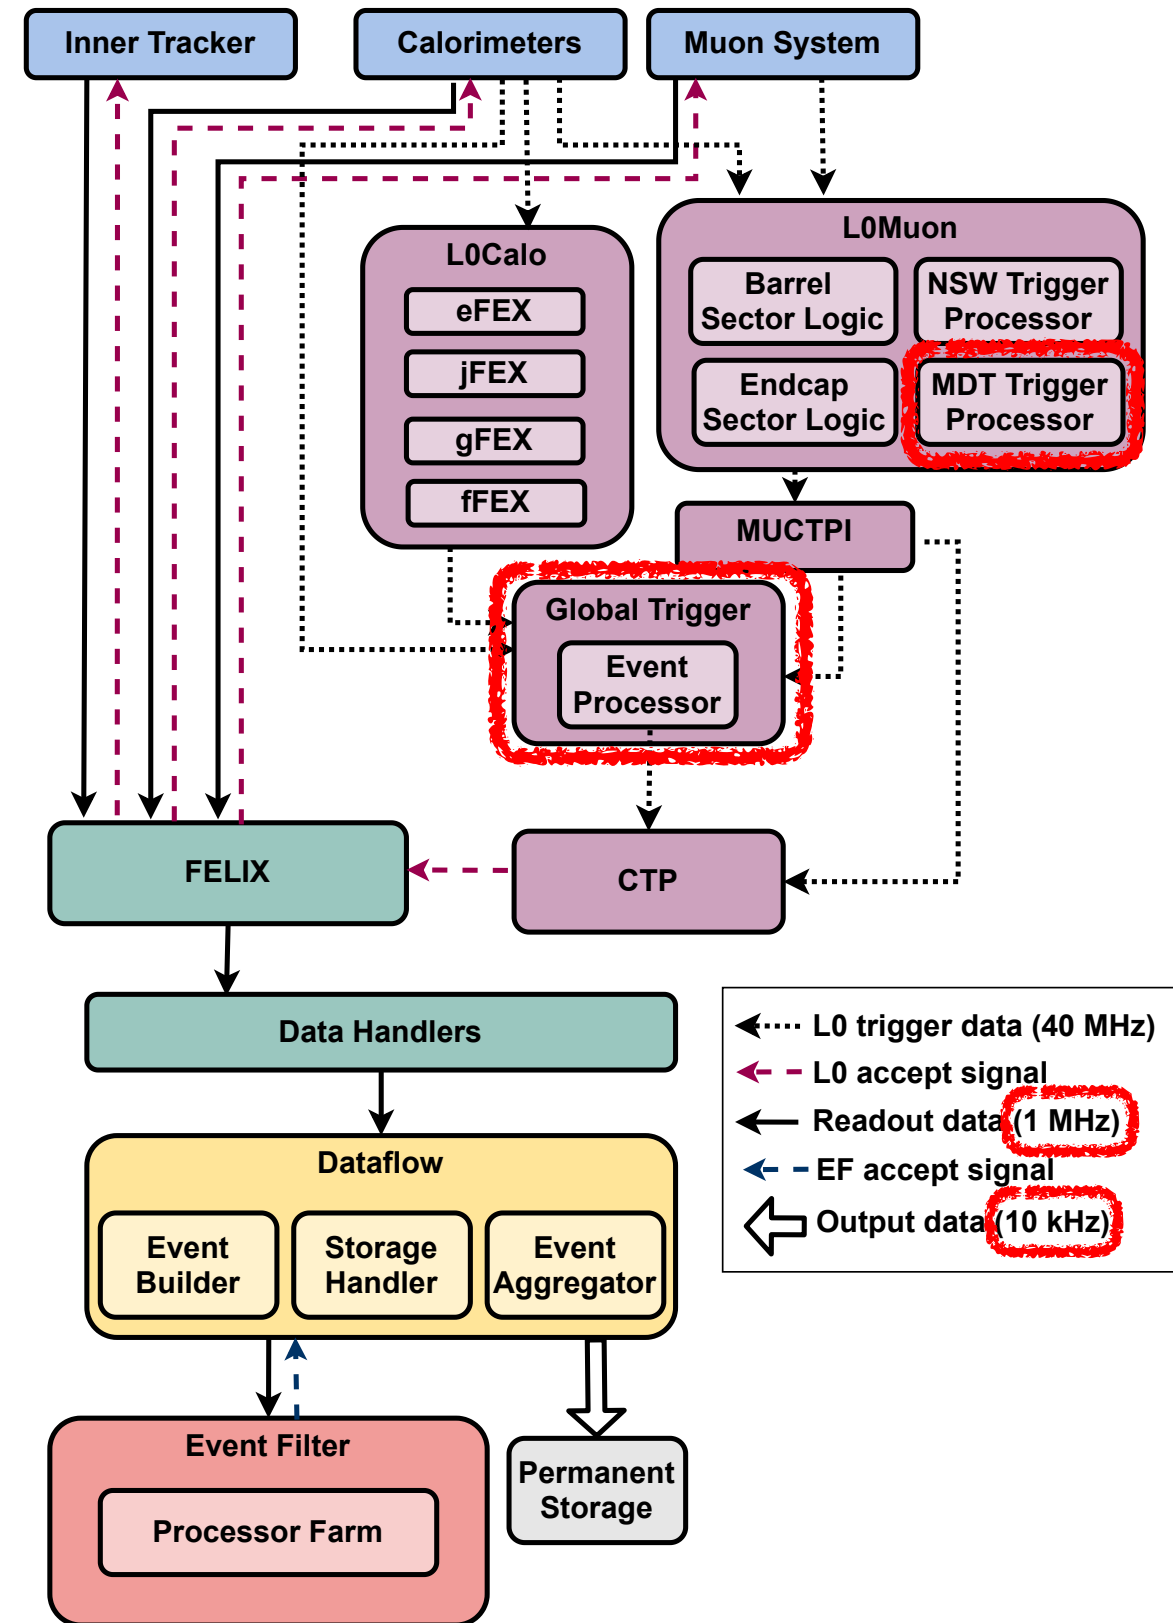 Inner Tracker
Calorimeters
Muon System
L0Calo
eFEX
jFEX
gFEX
fFEX
L0Muon
Barrel
Sector Logic
NSW Trigger
Processor
Endcap
Sector Logic
MDT Trigger
Processor
MUCTPI
Global Trigger
Event
Processor
FELIX
CTP
Data Handlers
L0 trigger data (40 MHz)
L0 accept signal
Readout data (1 MHz)
EF accept signal
Output data (10 kHz)
Dataflow
Event
Builder
Storage
Handler
Event
Aggregator
Event Filter
Processor Farm
Permanent
Storage